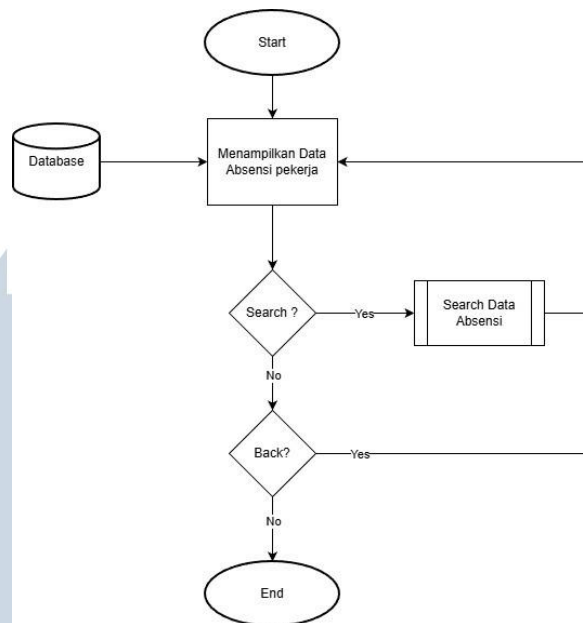 Start
Database
Menampilkan Data
Absensi pekerja
Search ?
Yes
Search Data
Absensi
No
Back?
Yes
No
End